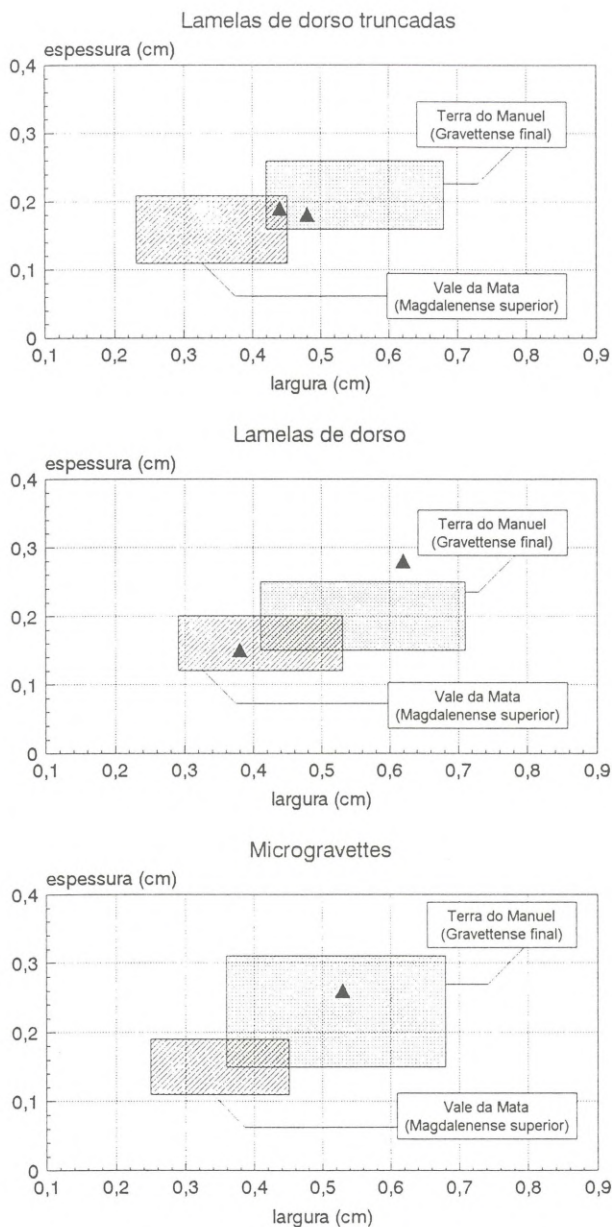 Lamelas de dorso truncadas
espessura (cm)
0,4
0,3
0,2
0,1
0
0,1 0,2 0,3 0,4 0,5 0,6 0,7 0,8 0,9
largura (cm)
Terra do Manuel
(Gravettense final)
Vale da Mata
(Magdalenense superior)
Lamelas de dorso
espessura (cm)
0,4
0,3
0,2
0,1
0
0,1 0,2 0,3 0,4 0,5 0,6 0,7 0,8 0,9
largura (cm)
Terra do Manuel
(Gravettense final)
Vale da Mata
(Magdalenense superior)
Microgravettes
espessura (cm)
0,4
0,3
0,2
0,1
0
0,1 0,2 0,3 0,4 0,5 0,6 0,7 0,8 0,9
largura (cm)
Terra do Manuel
(Gravettense final)
Vale da Mata
(Magdalenense superior)